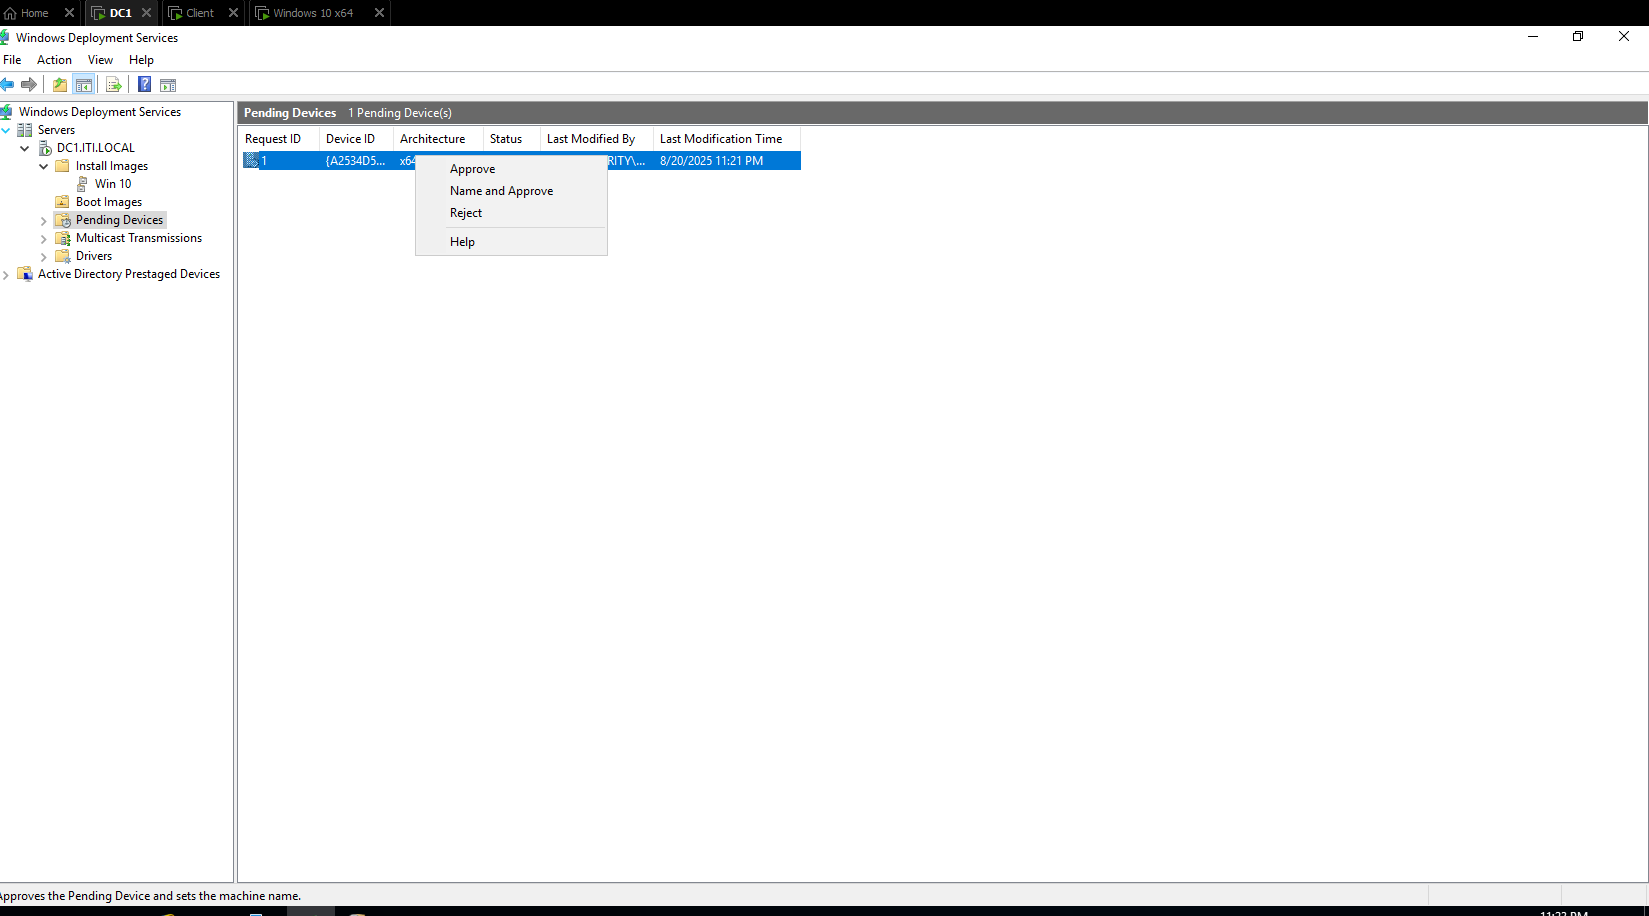 Home DC1 Client Windows 10 x64
Windows Deployment Services
File Action View Help
Windows Deployment Services
Servers
DC1.ITI.LOCAL
Install Images
Win 10
Boot Images
Pending Devices
Multicast Transmissions
Drivers
Active Directory Prestaged Devices
Pending Devices 1 Pending Device(s)
Request ID Device ID Architecture Status Last Modified By Last Modification Time
1 {A2534D5... x64 RITY\... 8/20/2025 11:21 PM
Approve
Name and Approve
Reject
Help
Approves the Pending Device and sets the machine name.